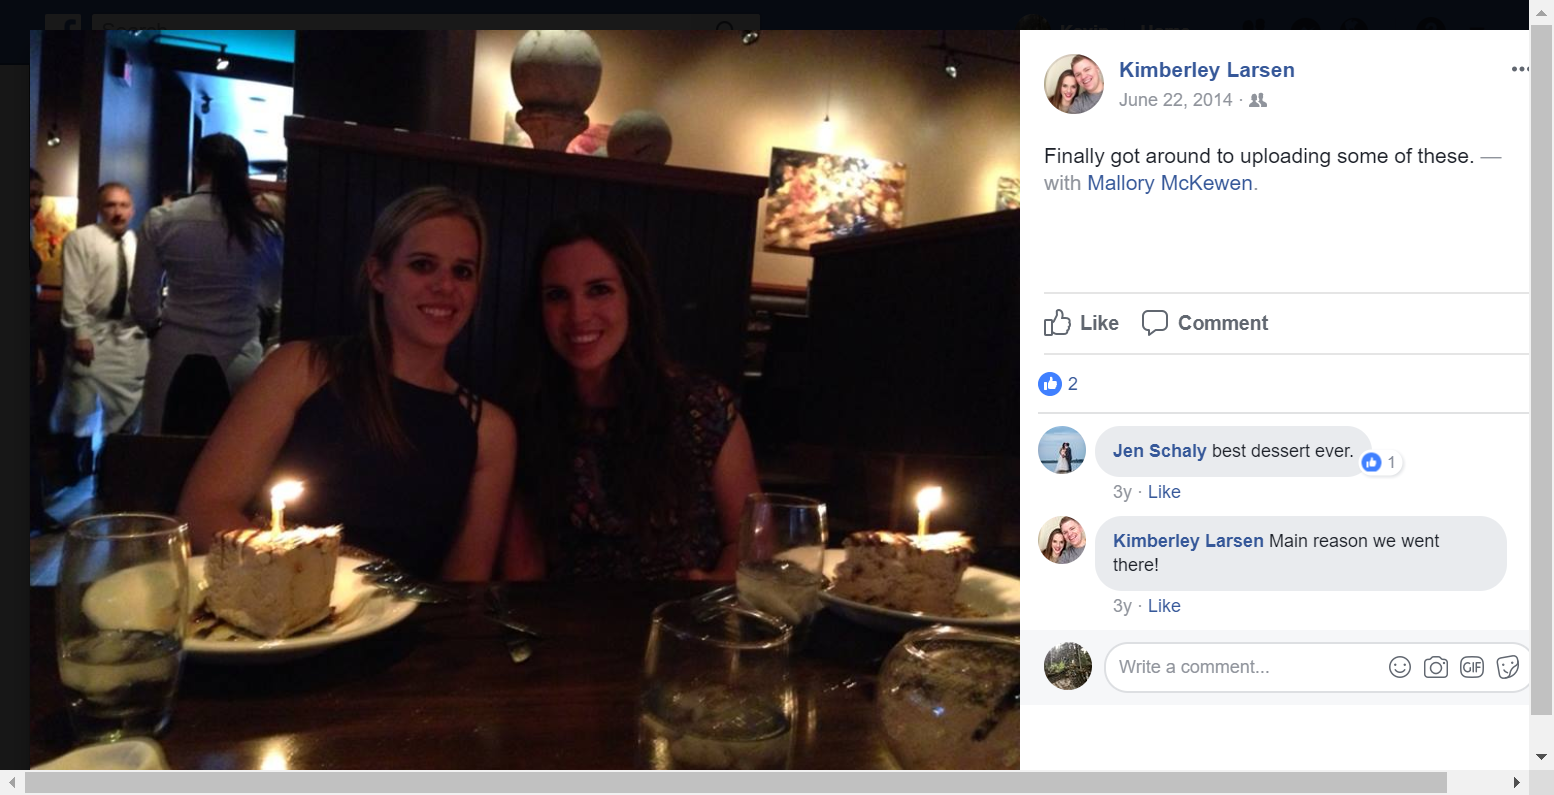 Kimberley Larsen
June 22, 2014 ·
Finally got around to uploading some of these. —
with Mallory McKewen.
Like Comment
2
Jen Schaly best dessert ever.
1
3y · Like
Kimberley Larsen Main reason we went
there!
3y · Like
Write a comment...
GIF